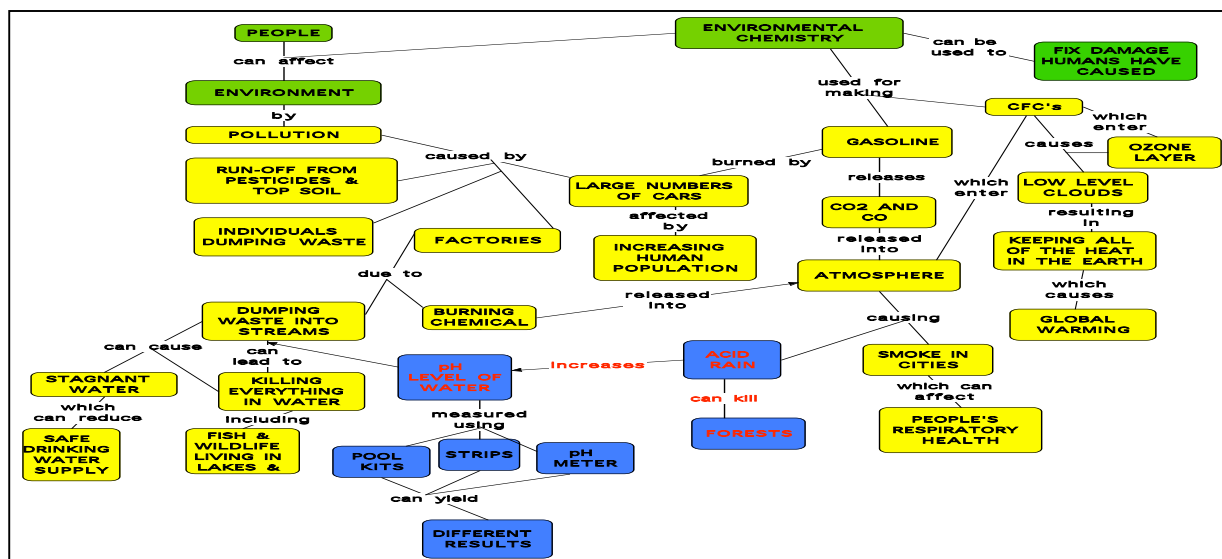 PEOPLE
can affect
ENVIRONMENT
by
POLLUTION
caused by
RUN-OFF FROM
PESTICIDES &
TOP SOIL
INDIVIDUALS
DUMPING WASTE
FACTORIES
LARGE NUMBERS
OF CARS
affected
by
INCREASING
HUMAN
POPULATION
ENVIRONMENTAL
CHEMISTRY
can be
used to
FIX DAMAGE
HUMANS HAVE
CAUSED
used for
making
GASOLINE
burned by
releases
CO2 AND
CO
released
into
ATMOSPHERE
CFC's
which
enter
OZONE
LAYER
causes
which
enter
LOW LEVEL
CLOUDS
resulting
in
KEEPING ALL
OF THE HEAT
IN THE EARTH
which
causes
GLOBAL
WARMING
due to
DUMPING
WASTE INTO
STREAMS
BURNING
CHEMICAL
released
into
can cause
can
lead to
STAGNANT
WATER
which
can reduce
SAFE
DRINKING
WATER
SUPPLY
KILLING
EVERYTHING
IN WATER
including
FISH &
WILDLIFE
LIVING IN
LAKES &
pH
LEVEL OF
WATER
increases
ACID
RAIN
can kill
FORESTS
causing
SMOKE IN
CITIES
which can
affect
PEOPLE'S
RESPIRATORY
HEALTH
measured
using
POOL
KITS
STRIPS
pH
METER
can yield
DIFFERENT
RESULTS